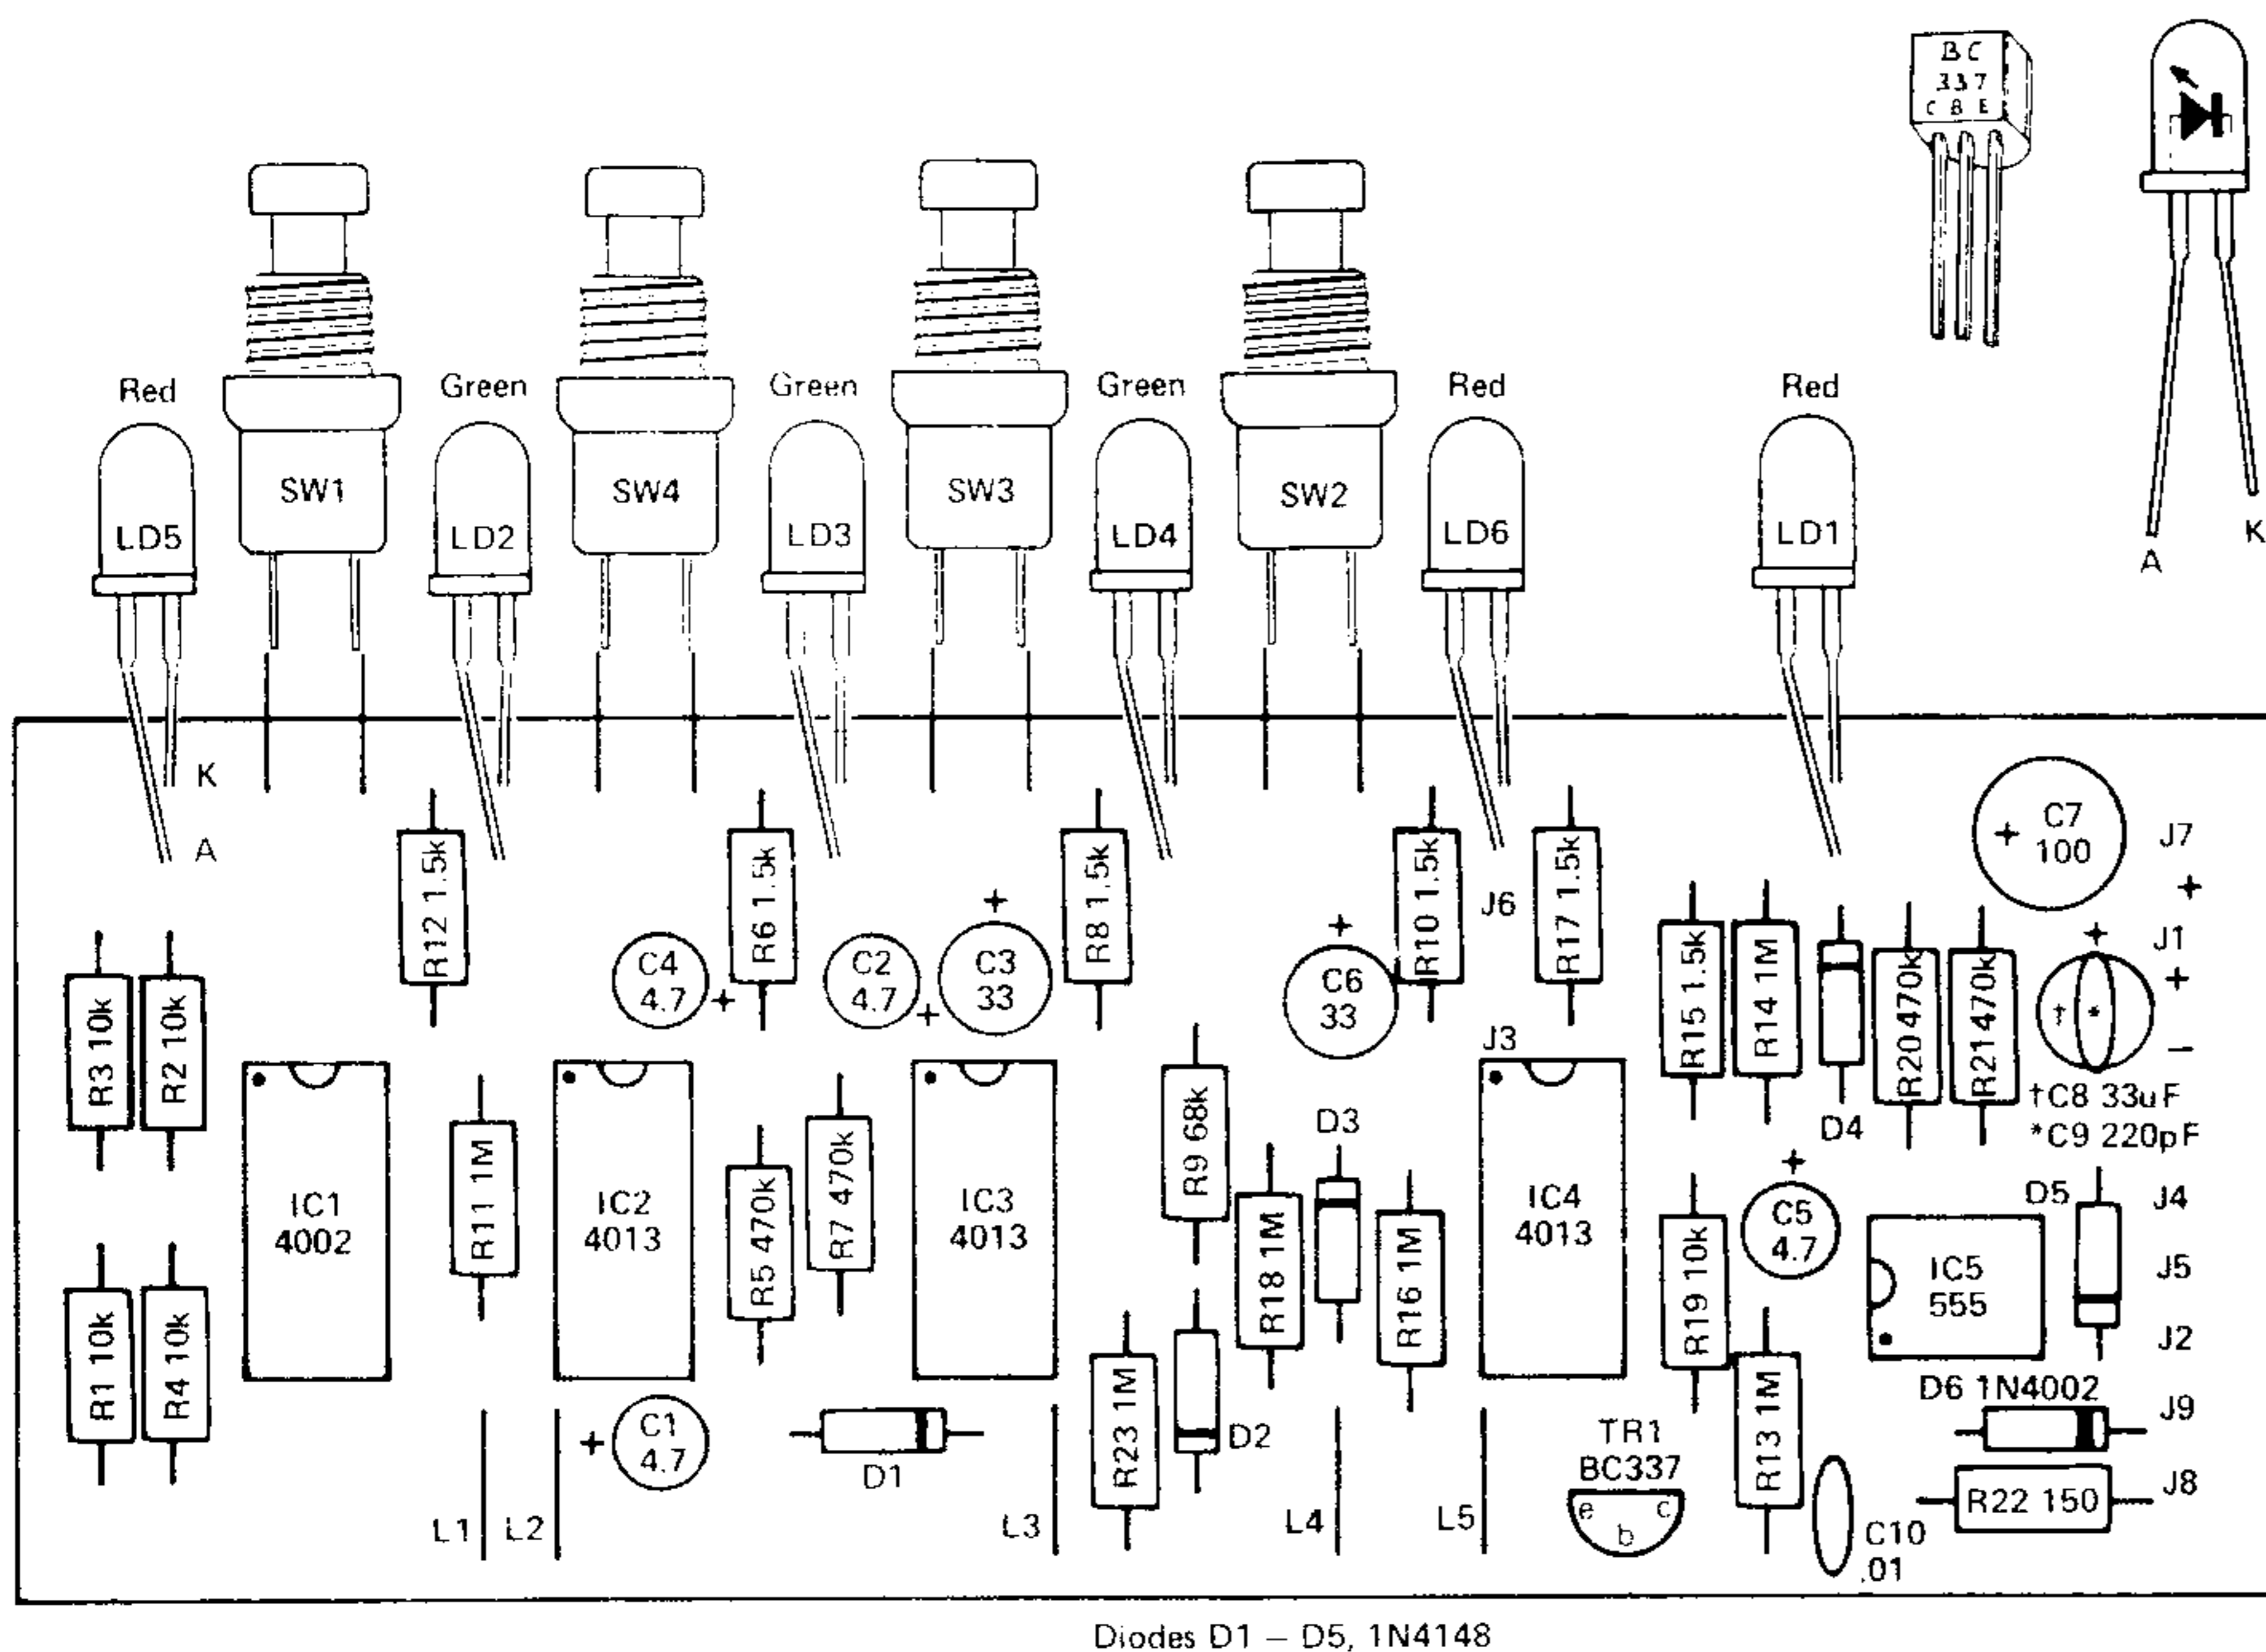 BC
337
C B E
A
K
Red
Green
Green
Green
Red
Red
SW1
SW4
SW3
SW2
LD5
LD2
LD3
LD4
LD6
LD1
K
A
R12 1.5k
R6 1.5k
R8 1.5k
R10 1.5k
J6
R17 1.5k
+ C7
100
J7
+
J1
+
−
R3 10k
R2 10k
C4
4.7
+
C2
4.7
+
+
C3
33
+
C6
33
J3
R15 1.5k
R14 1M
D4
R20 470k
R21 470k
+
† *
†C8 33uF
*C9 220pF
IC1
4002
R11 1M
IC2
4013
R5 470k
R7 470k
IC3
4013
R9 68k
R18 1M
D3
R16 1M
IC4
4013
R19 10k
+
C5
4.7
IC5
555
D5
J4
J5
J2
R1 10k
R4 10k
+ C1
4.7
D1
R23 1M
D2
TR1
BC337
e b c
R13 1M
D6 1N4002
J9
R22 150
J8
C10
.01
L1
L2
L3
L4
L5
Diodes D1 – D5, 1N4148